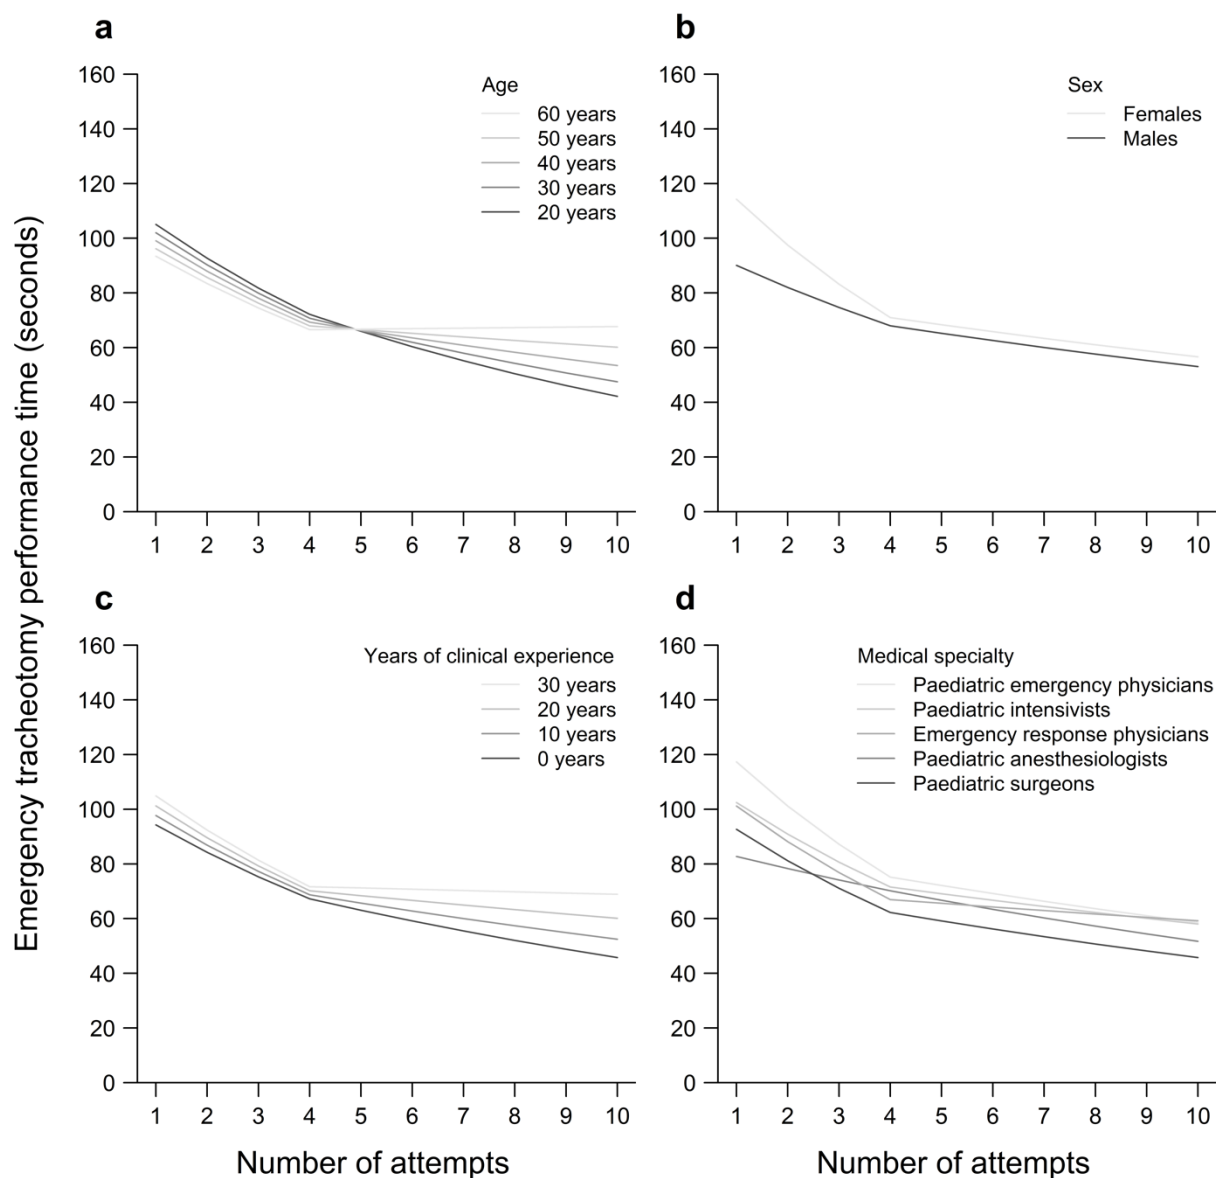 Emergency tracheotomy performance time (seconds)
a
160
140
120
100
80
60
40
20
0
1 2 3 4 5 6 7 8 9 10
Age
60 years
50 years
40 years
30 years
20 years
b
160
140
120
100
80
60
40
20
0
1 2 3 4 5 6 7 8 9 10
Sex
Females
Males
c
160
140
120
100
80
60
40
20
0
1 2 3 4 5 6 7 8 9 10
Years of clinical experience
30 years
20 years
10 years
0 years
Number of attempts
d
160
140
120
100
80
60
40
20
0
1 2 3 4 5 6 7 8 9 10
Medical specialty
Paediatric emergency physicians
Paediatric intensivists
Emergency response physicians
Paediatric anesthesiologists
Paediatric surgeons
Number of attempts